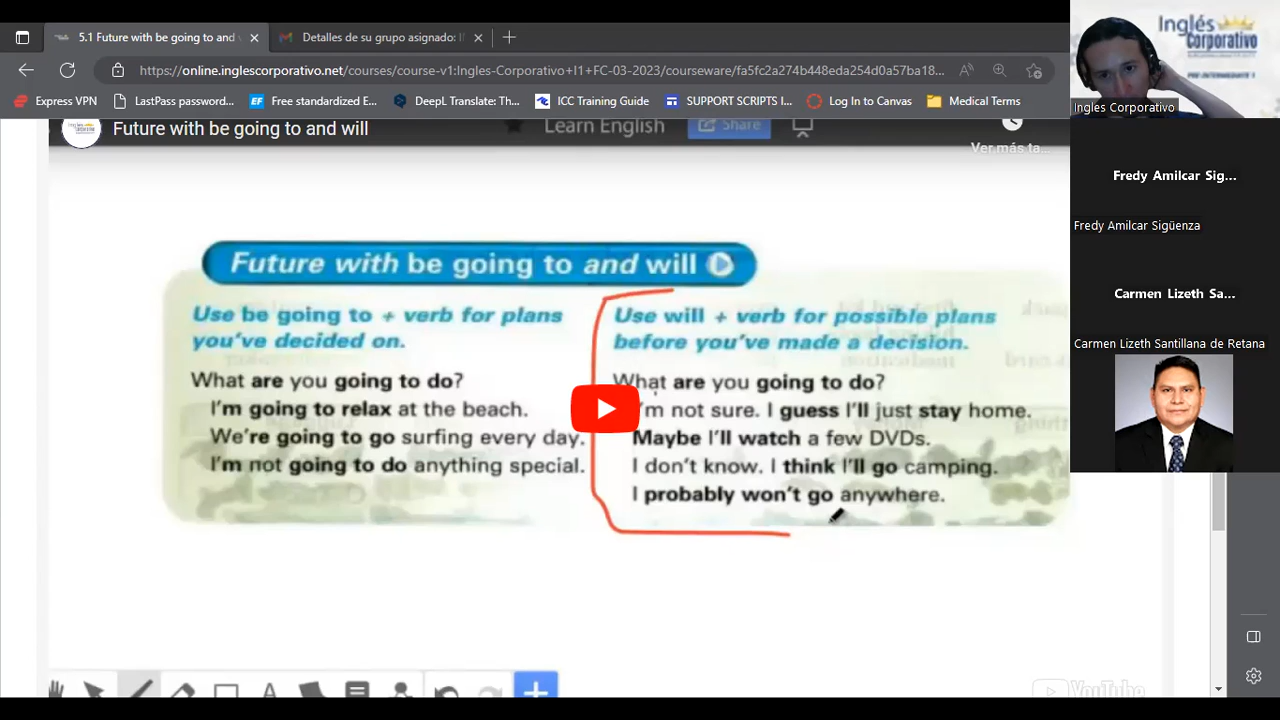 5.1 Future with be going to and
Detalles de su grupo asignado: If
https://online.inglescorporativo.net/courses/course-v1:Ingles-Corporativo+I1+FC-03-2023/courseware/fa5fc2a274b448eda254d0a57ba18...
Express VPN
LastPass password...
EF Free standardized E...
DeepL Translate: Th...
ICC Training Guide
SUPPORT SCRIPTS I...
Log In to Canvas
Medical Terms
Future with be going to and will
Learn English
Share
Ver más ta...
Future with be going to and will
Use be going to + verb for plans
you've decided on.
What are you going to do?
I'm going to relax at the beach.
We're going to go surfing every day.
I'm not going to do anything special.
Use will + verb for possible plans
before you've made a decision.
What are you going to do?
I'm not sure. I guess I'll just stay home.
Maybe I'll watch a few DVDs.
I don't know. I think I'll go camping.
I probably won't go anywhere.
YouTube
Inglés
Corporativo
PRE-INTERMEDIATE 1
Ingles Corporativo
Fredy Amilcar Sig...
Fredy Amilcar Sigüenza
Carmen Lizeth Sa...
Carmen Lizeth Santillana de Retana